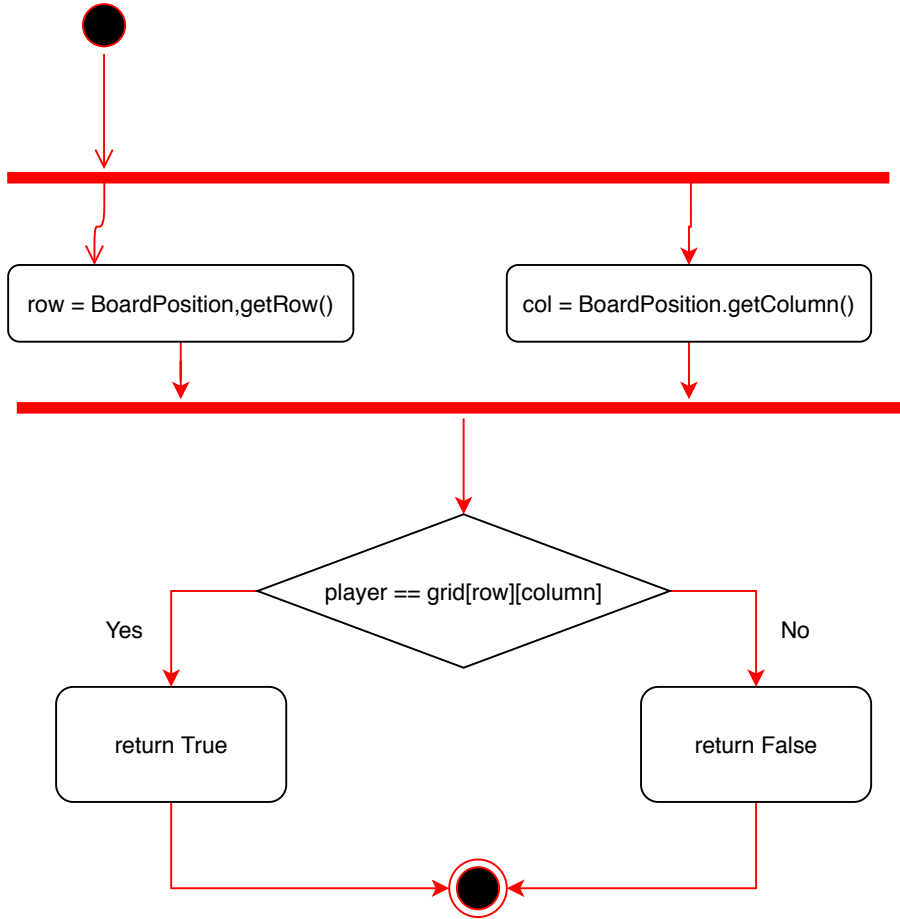 row = BoardPosition,getRow()
col = BoardPosition.getColumn()
player == grid[row][column]
Yes
No
return True
return False